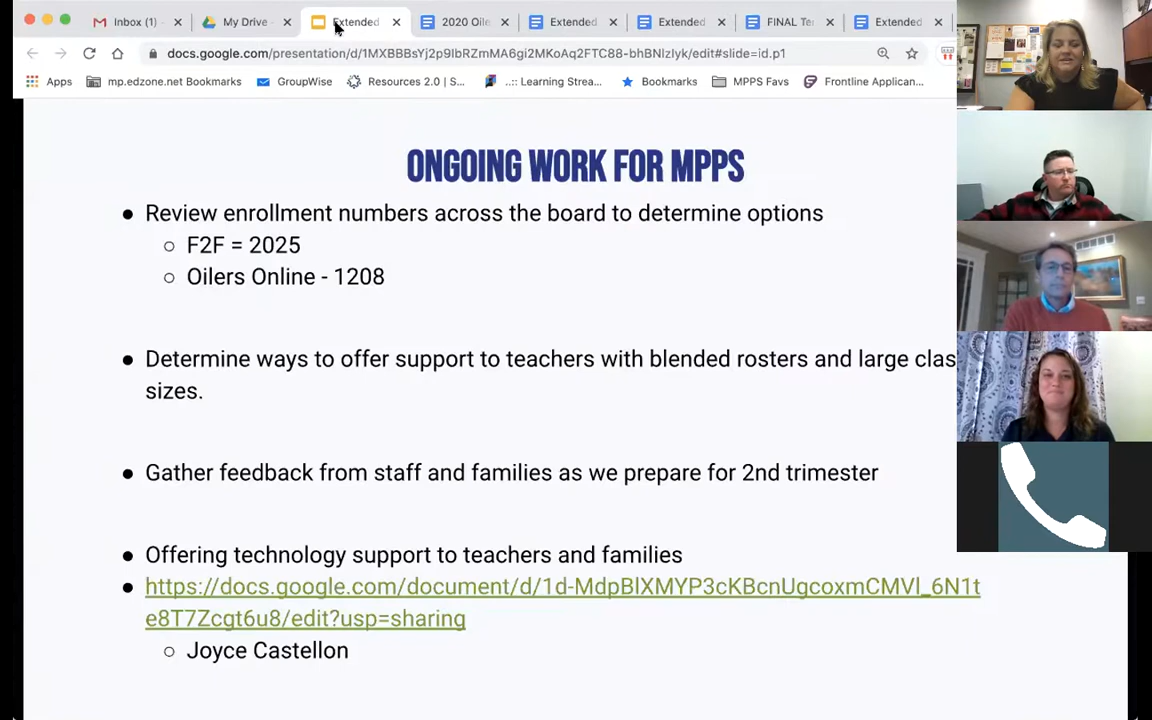 Inbox (1)
My Drive -
Extended
2020 Oile
Extended
Extended
FINAL Te
Extended
docs.google.com/presentation/d/1MXBBBsYj2p9lbRZmMA6gi2MKoAq2FTC88-bhBNlzlyk/edit#slide=id.p1
Apps
mp.edzone.net Bookmarks
GroupWise
Resources 2.0 | S...
..:: Learning Strea...
Bookmarks
MPPS Favs
Frontline Applican...
ONGOING WORK FOR MPPS
● Review enrollment numbers across the board to determine options
○ F2F = 2025
○ Oilers Online - 1208
● Determine ways to offer support to teachers with blended rosters and large clas
sizes.
● Gather feedback from staff and families as we prepare for 2nd trimester
● Offering technology support to teachers and families
● https://docs.google.com/document/d/1d-MdpBlXMYP3cKBcnUgcoxmCMVl_6N1t
e8T7Zcgt6u8/edit?usp=sharing
○ Joyce Castellon